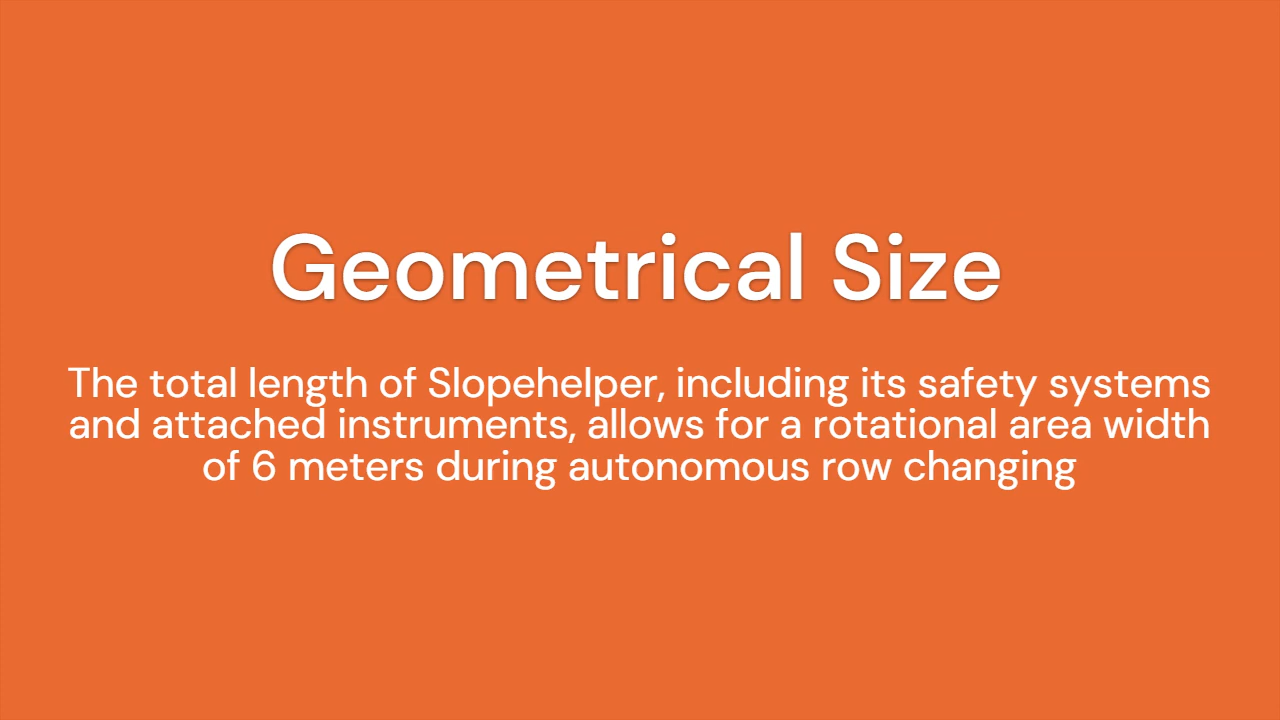 Geometrical Size
The total length of Slopehelper, including its safety systems
and attached instruments, allows for a rotational area width
of 6 meters during autonomous row changing